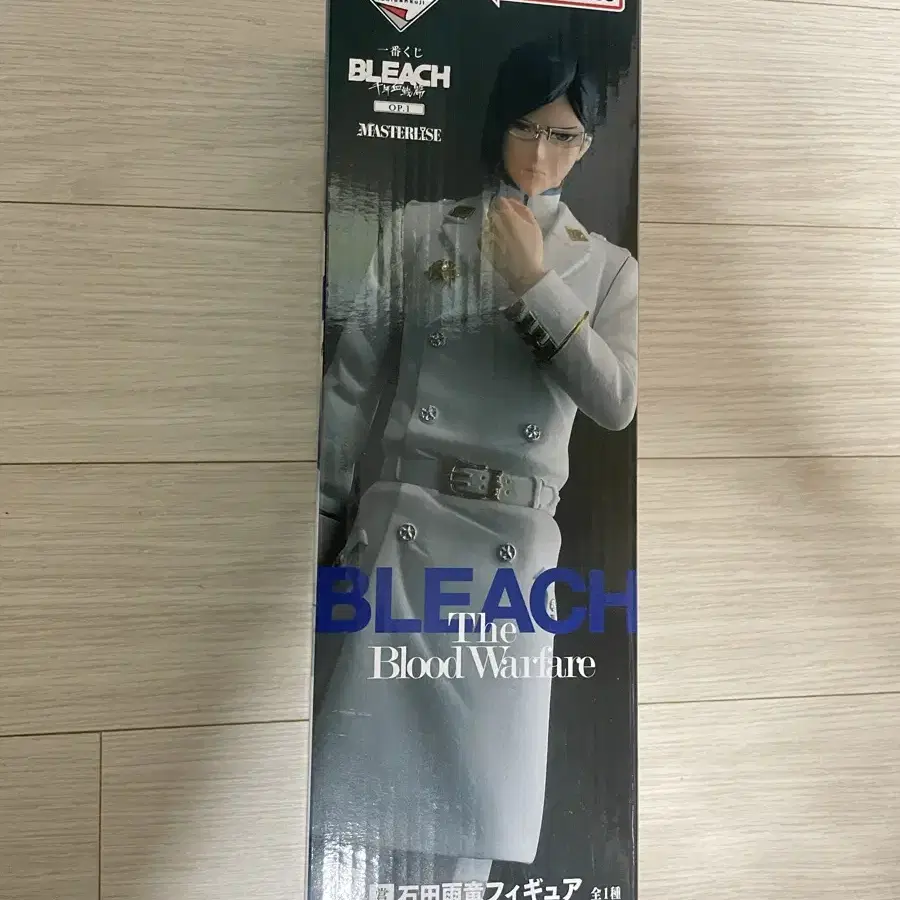 一番くじ
BLEACH
千年血戦篇
OP.1
MASTERLISE
BLEACH
The
Blood Warfare
賞 石田雨竜フィギュア 全1種